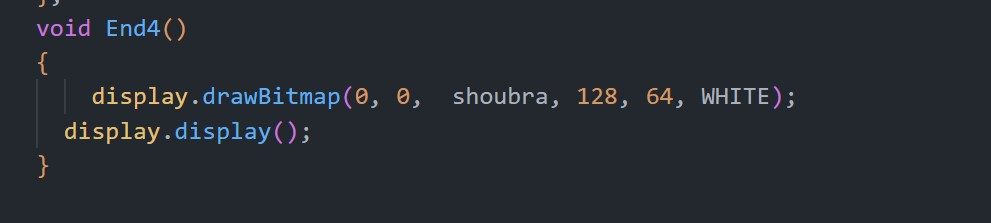 };
void End4()
{
    display.drawBitmap(0, 0,  shoubra, 128, 64, WHITE);
  display.display();
}